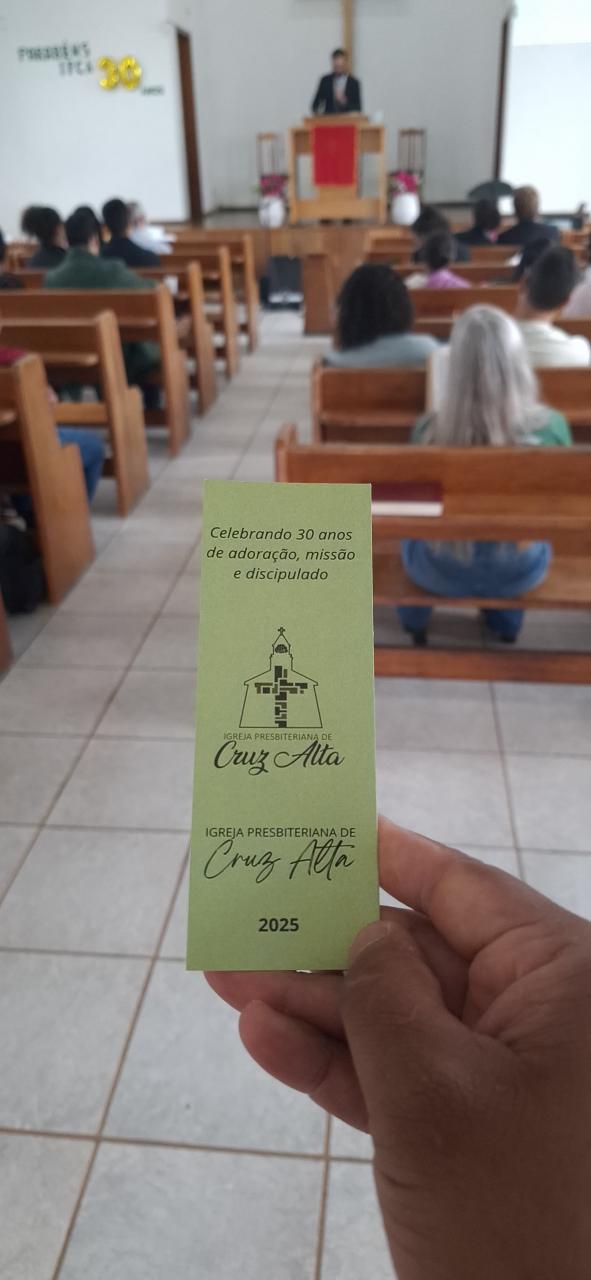 PARABÉNS
IPCA 30
ANOS
Celebrando 30 anos
de adoração, missão
e discipulado
IGREJA PRESBITERIANA DE
Cruz Alta
IGREJA PRESBITERIANA DE
Cruz Alta
2025